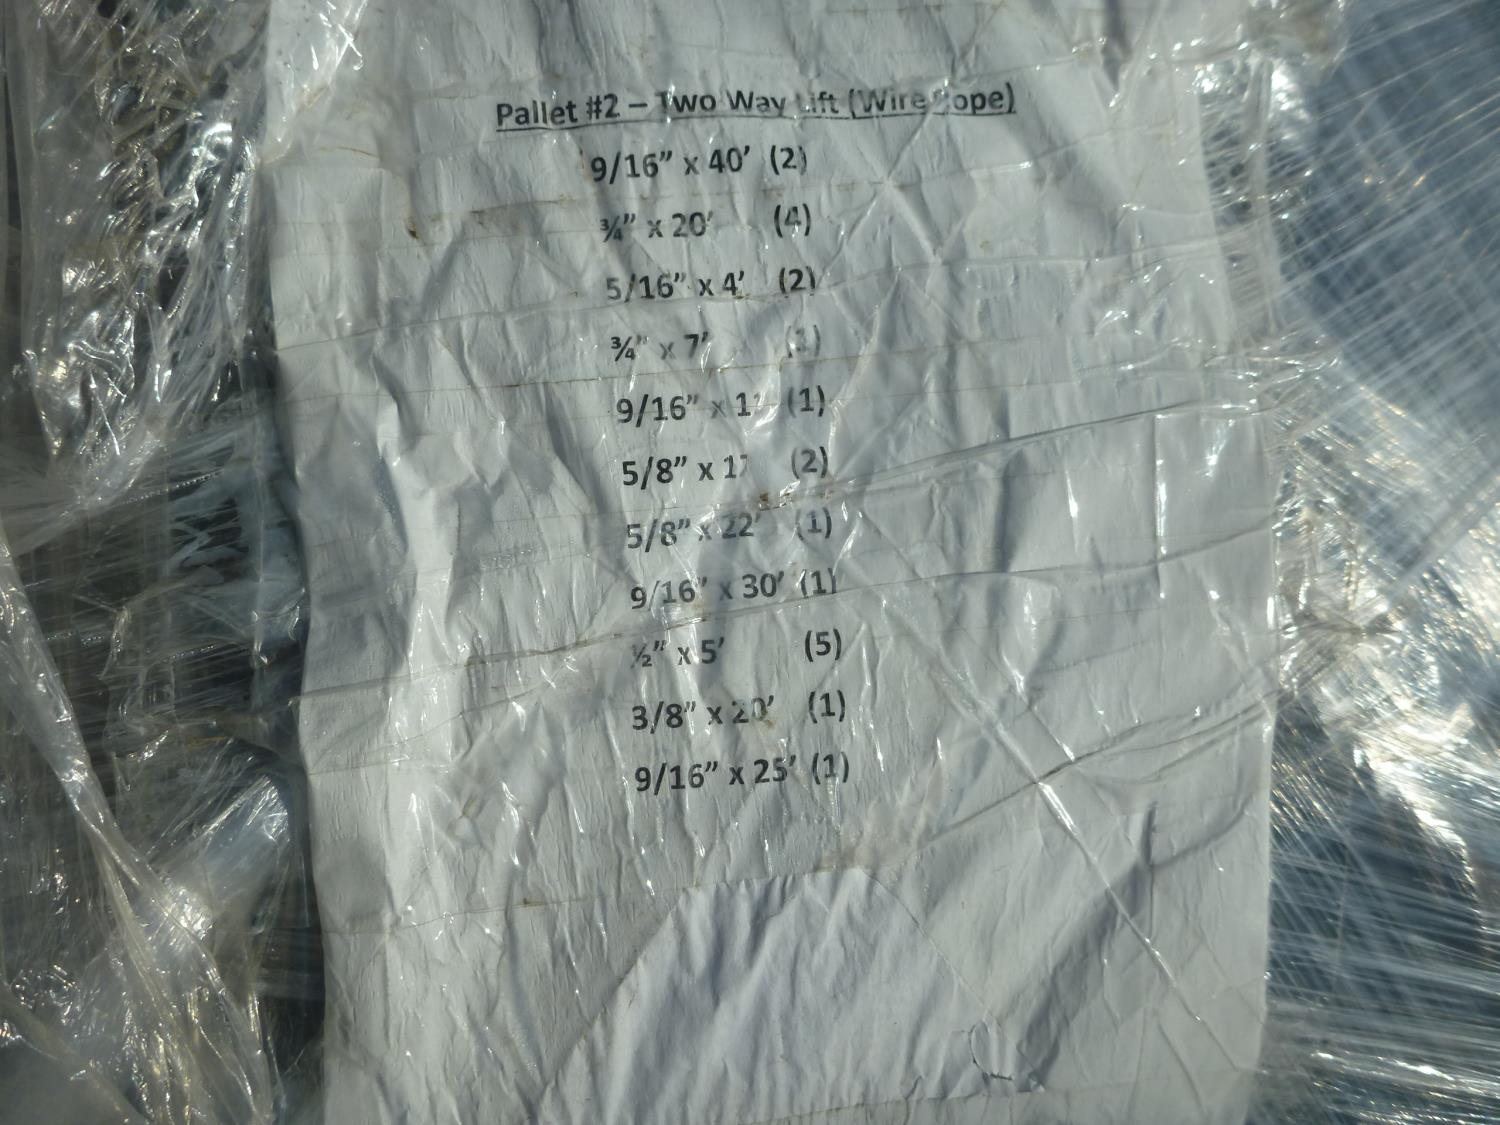 Pallet #2 – Two Way Lift (Wire Rope)
9/16” x 40’ (2)
¾” x 20’ (4)
5/16” x 4’ (2)
¾” x 7’
9/16” x (1)
5/8” x 17 (2)
5/8” x 22’ (1)
9/16” x 30’ (1)
½” x 5’ (5)
3/8” x 20’ (1)
9/16” x 25’ (1)